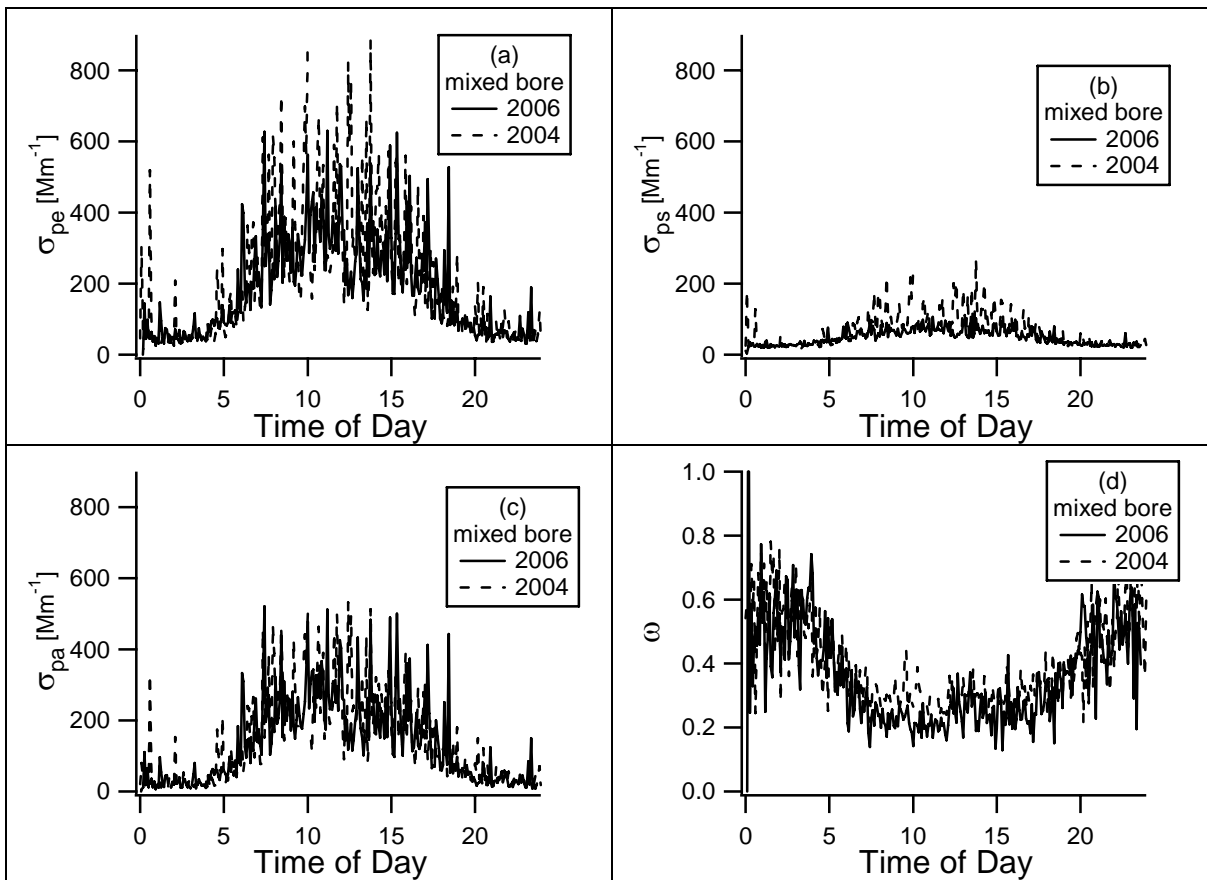 (a)
mixed bore
2006
2004
800
600
400
200
0
σpe [Mm-1]
0 5 10 15 20
Time of Day
(b)
mixed bore
2006
2004
800
600
400
200
0
σps [Mm-1]
0 5 10 15 20
Time of Day
(c)
mixed bore
2006
2004
800
600
400
200
0
σpa [Mm-1]
0 5 10 15 20
Time of Day
(d)
mixed bore
2006
2004
1.0
0.8
0.6
0.4
0.2
0.0
ω
0 5 10 15 20
Time of Day